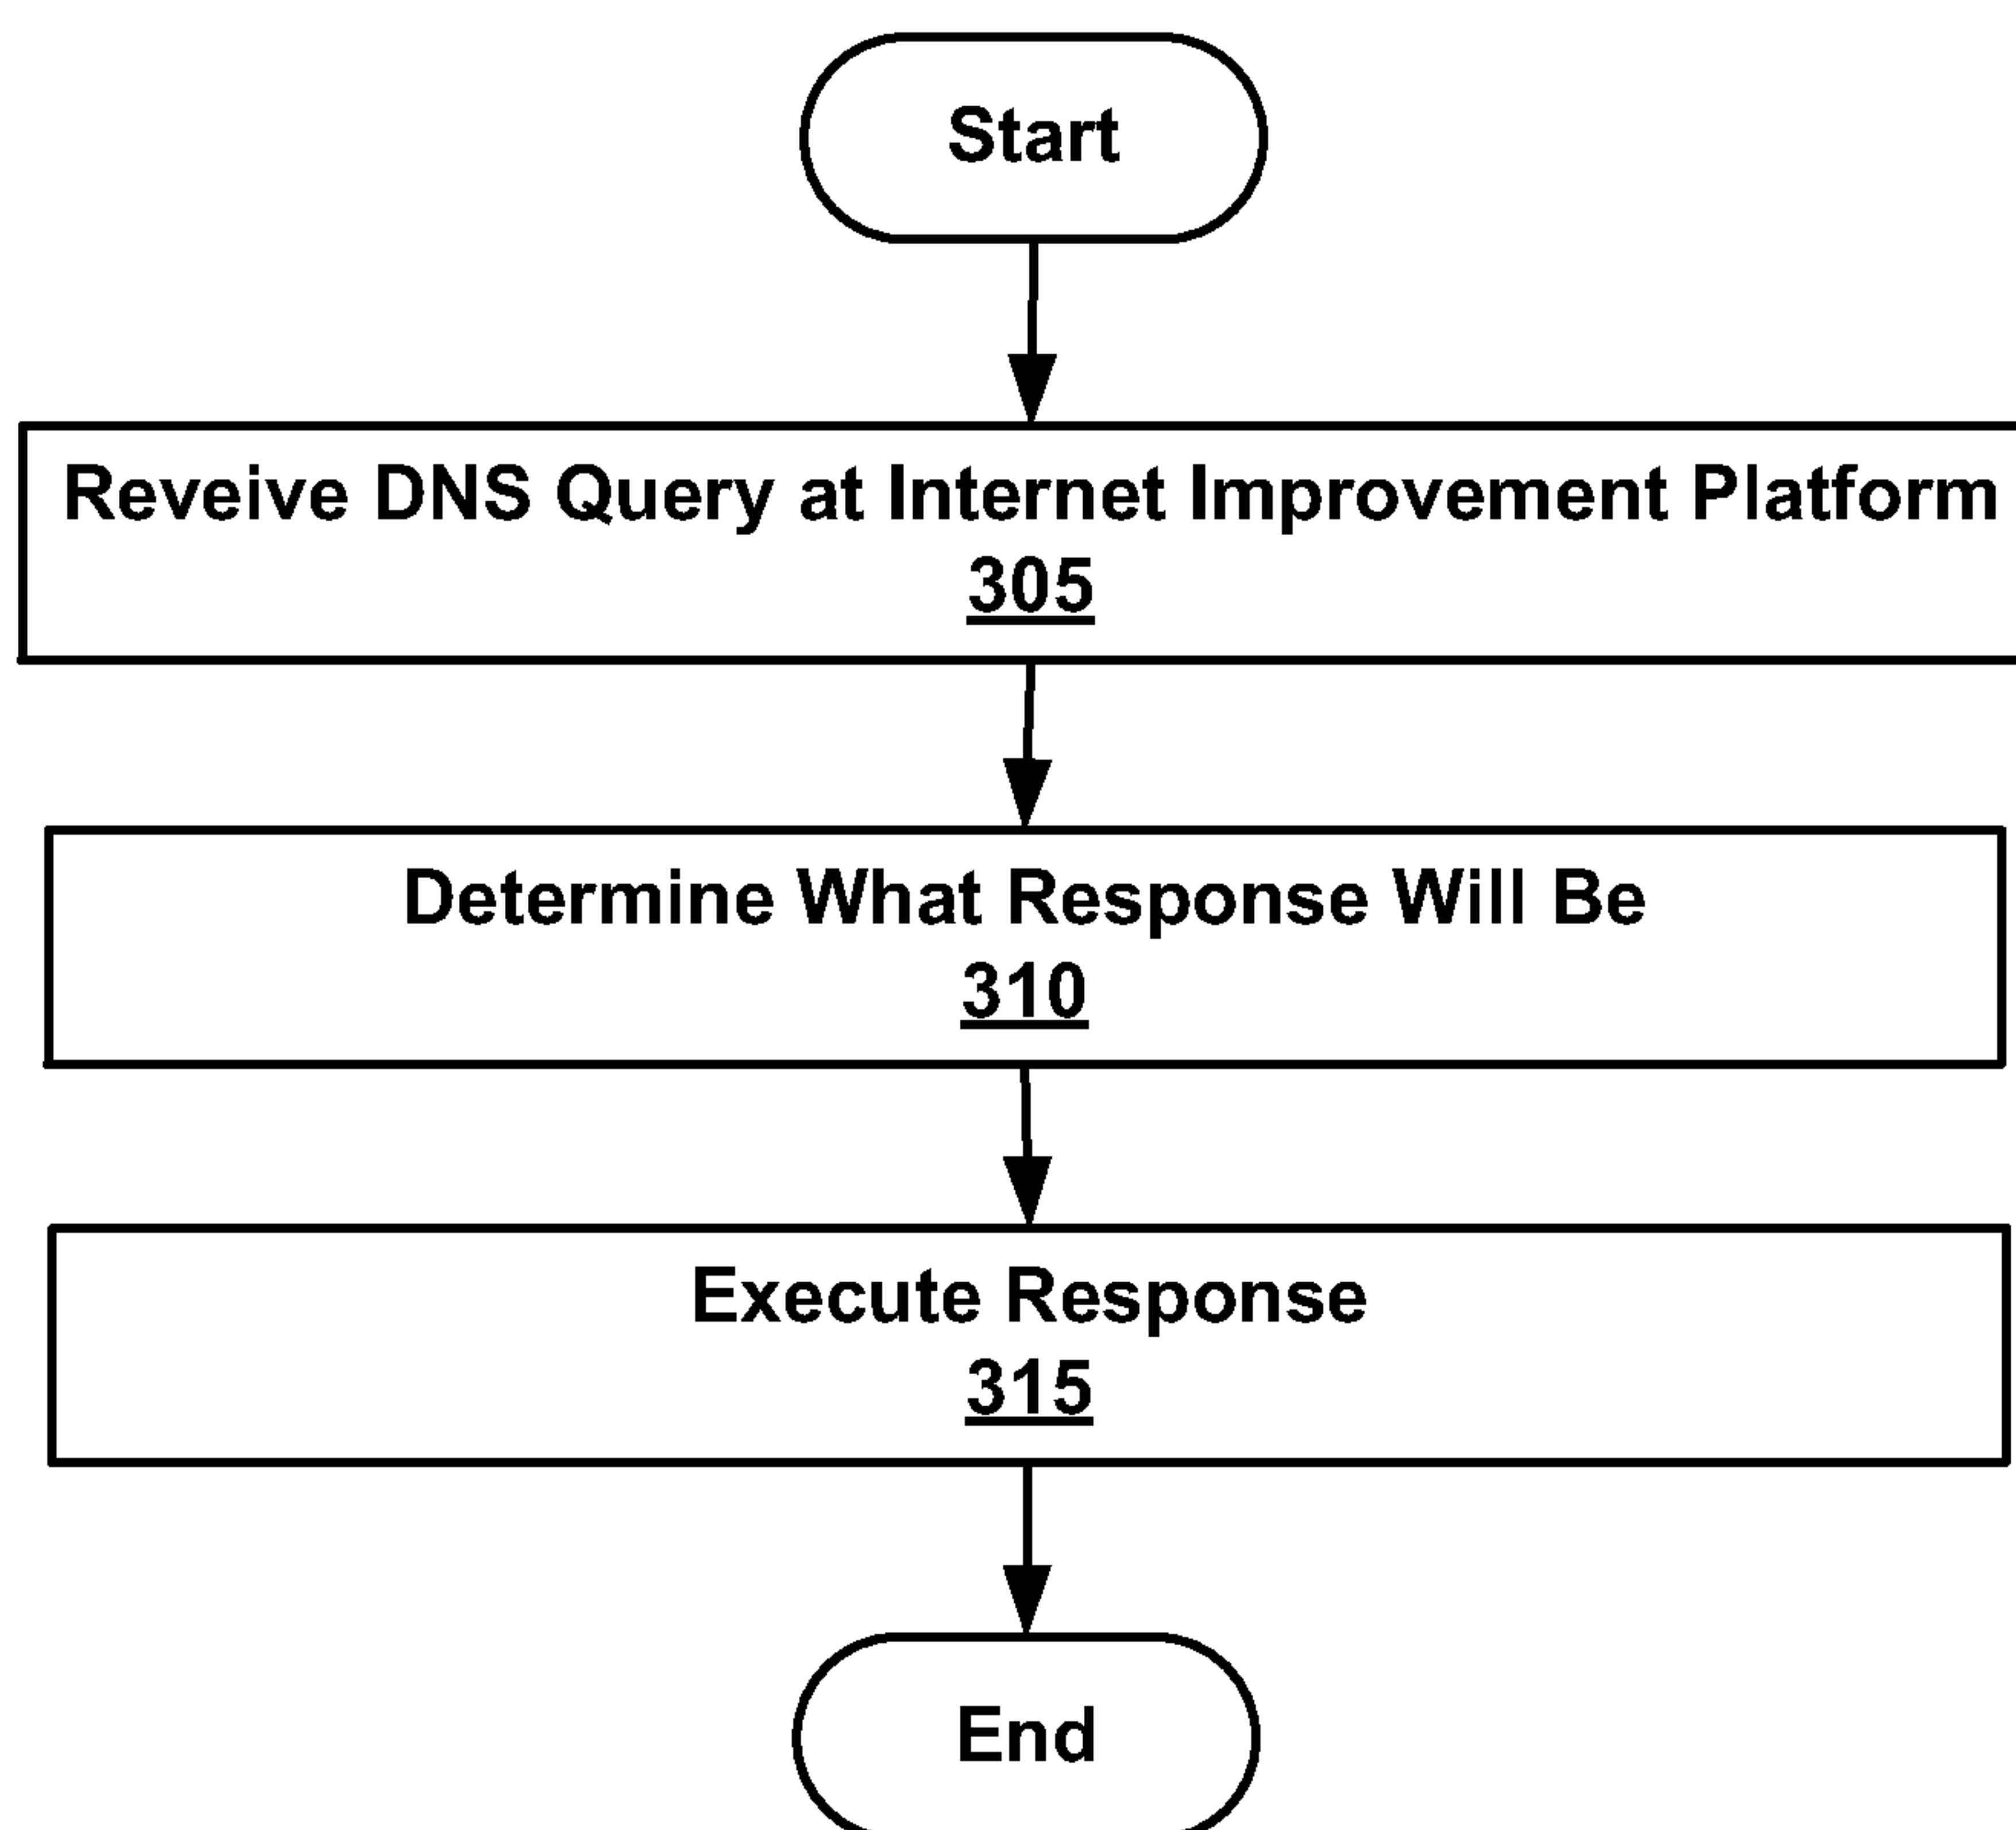 Start
Reveive DNS Query at Internet Improvement Platform
305
Determine What Response Will Be
310
Execute Response
315
End